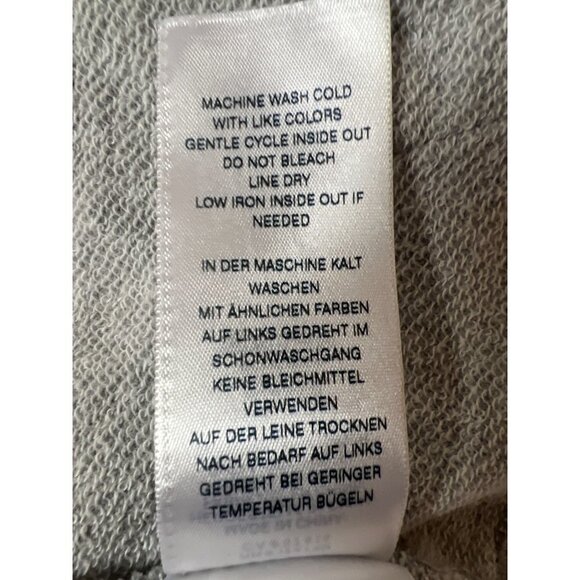 MACHINE WASH COLD
WITH LIKE COLORS
GENTLE CYCLE INSIDE OUT
DO NOT BLEACH
LINE DRY
LOW IRON INSIDE OUT IF
NEEDED
IN DER MASCHINE KALT
WASCHEN
MIT ÄHNLICHEN FARBEN
AUF LINKS GEDREHT IM
SCHONWASCHGANG
KEINE BLEICHMITTEL
VERWENDEN
AUF DER LEINE TROCKNEN
NACH BEDARF AUF LINKS
GEDREHT BEI GERINGER
TEMPERATUR BÜGELN